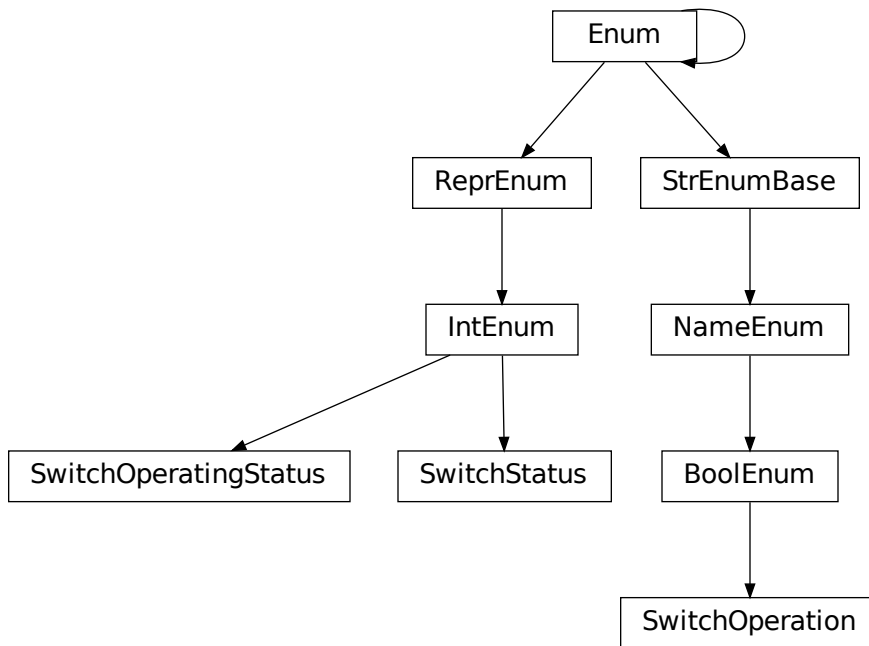 Enum
ReprEnum
StrEnumBase
IntEnum
NameEnum
SwitchOperatingStatus
SwitchStatus
BoolEnum
SwitchOperation